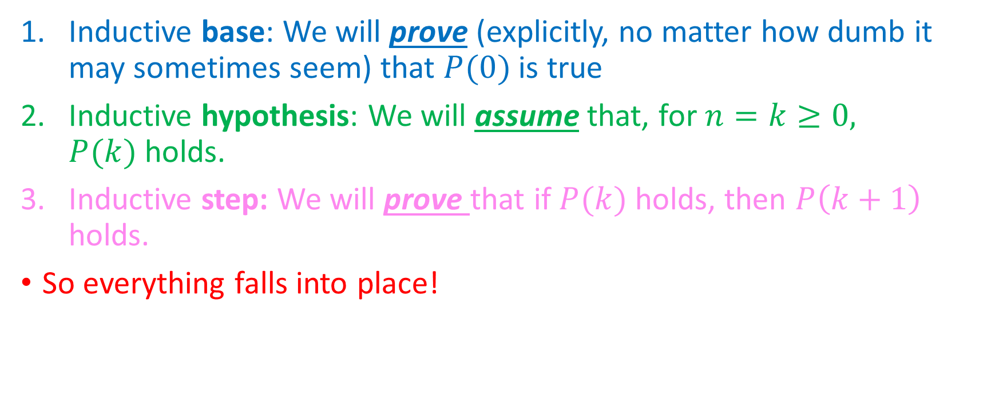 1. Inductive base: We will prove (explicitly, no matter how dumb it
may sometimes seem) that P(0) is true
2. Inductive hypothesis: We will assume that, for n = k ≥ 0,
P(k) holds.
3. Inductive step: We will prove that if P(k) holds, then P(k + 1)
holds.
• So everything falls into place!